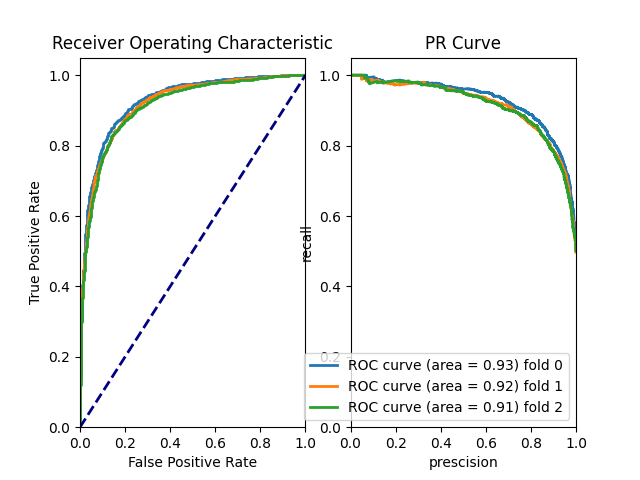 Receiver Operating Characteristic
1.0
0.8
0.6
0.4
0.2
0.0
True Positive Rate
0.0 0.2 0.4 0.6 0.8 1.0
False Positive Rate
PR Curve
1.0
0.8
0.6
0.4
0.2
0.0
recall
0.0 0.2 0.4 0.6 0.8 1.0
prescision
ROC curve (area = 0.93) fold 0
ROC curve (area = 0.92) fold 1
ROC curve (area = 0.91) fold 2